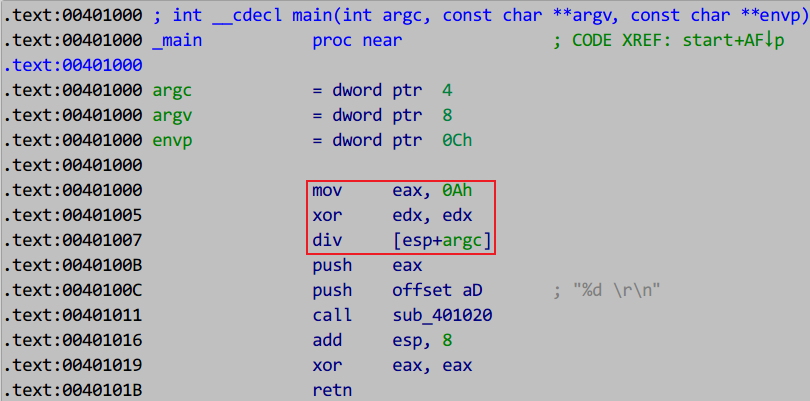 .text:00401000 ; int __cdecl main(int argc, const char **argv, const char **envp)
.text:00401000 _main           proc near               ; CODE XREF: start+AF↓p
.text:00401000
.text:00401000 argc            = dword ptr  4
.text:00401000 argv            = dword ptr  8
.text:00401000 envp            = dword ptr  0Ch
.text:00401000
.text:00401000                 mov     eax, 0Ah
.text:00401005                 xor     edx, edx
.text:00401007                 div     [esp+argc]
.text:0040100B                 push    eax
.text:0040100C                 push    offset aD       ; "%d \r\n"
.text:00401011                 call    sub_401020
.text:00401016                 add     esp, 8
.text:00401019                 xor     eax, eax
.text:0040101B                 retn